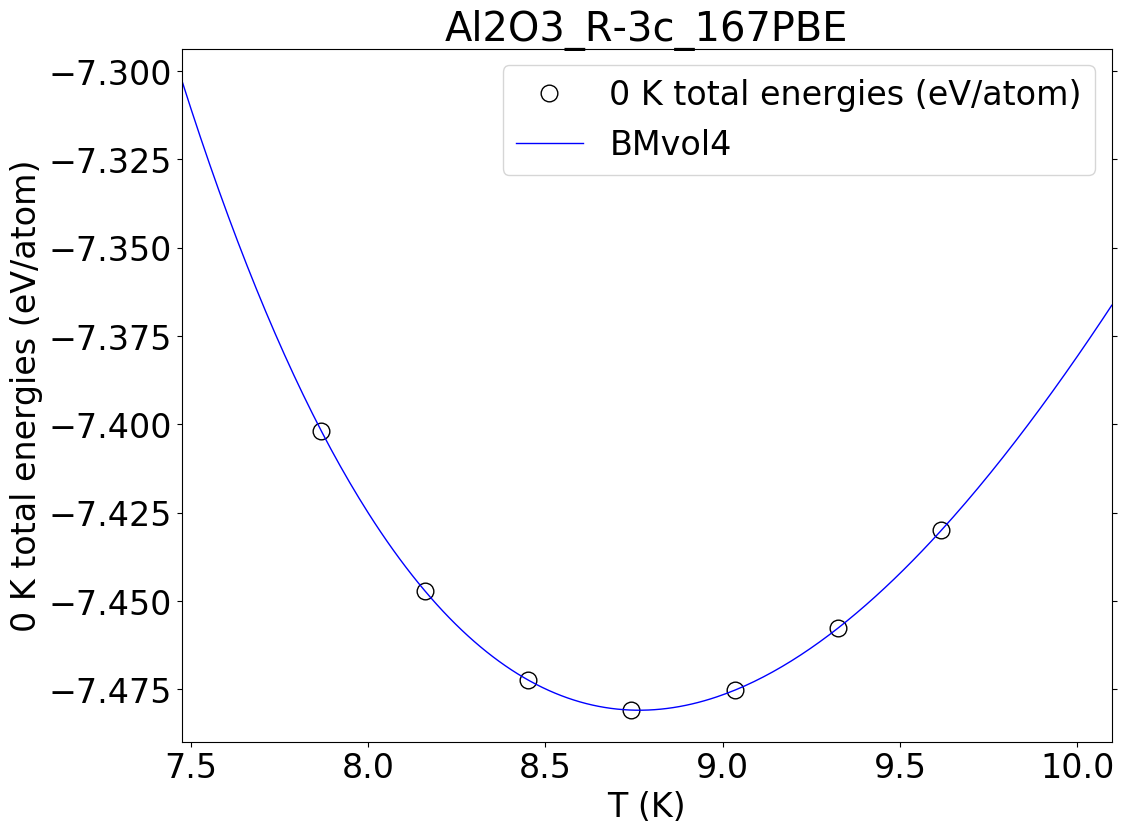 Al2O3_R-3c_167PBE
0 K total energies (eV/atom)
BMvol4
0 K total energies (eV/atom)
−7.300
−7.325
−7.350
−7.375
−7.400
−7.425
−7.450
−7.475
7.5 8.0 8.5 9.0 9.5 10.0
T (K)